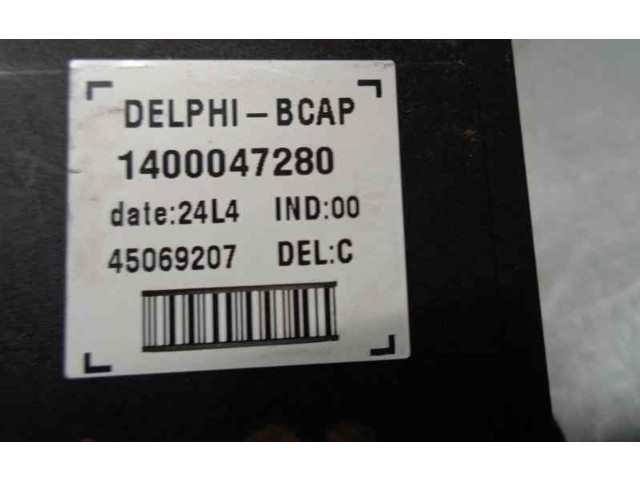 DELPHI-BCAP
1400047280
date:24L4 IND:00
45069207 DEL:C